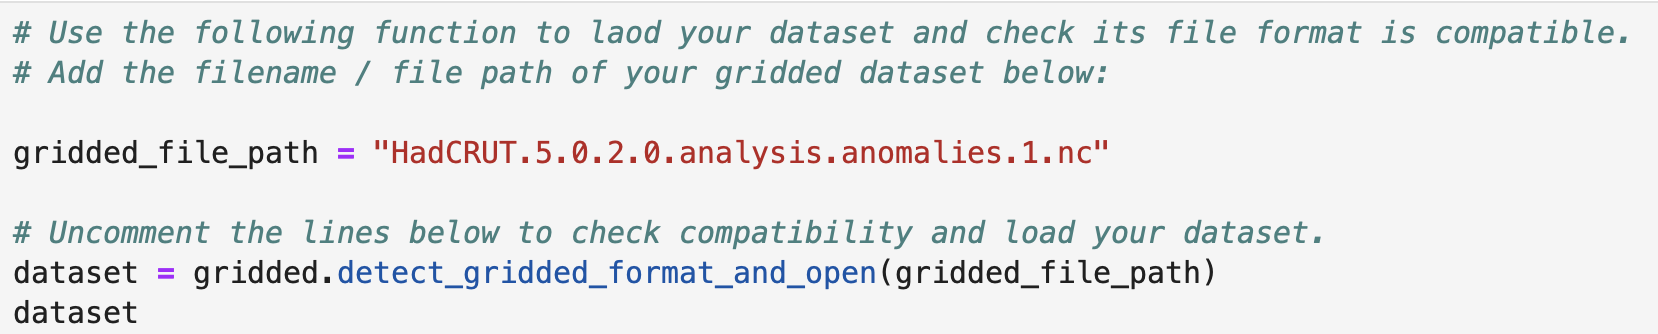 # Use the following function to laod your dataset and check its file format is compatible.
# Add the filename / file path of your gridded dataset below:
gridded_file_path = "HadCRUT.5.0.2.0.analysis.anomalies.1.nc"
# Uncomment the lines below to check compatibility and load your dataset.
dataset = gridded.detect_gridded_format_and_open(gridded_file_path)
dataset